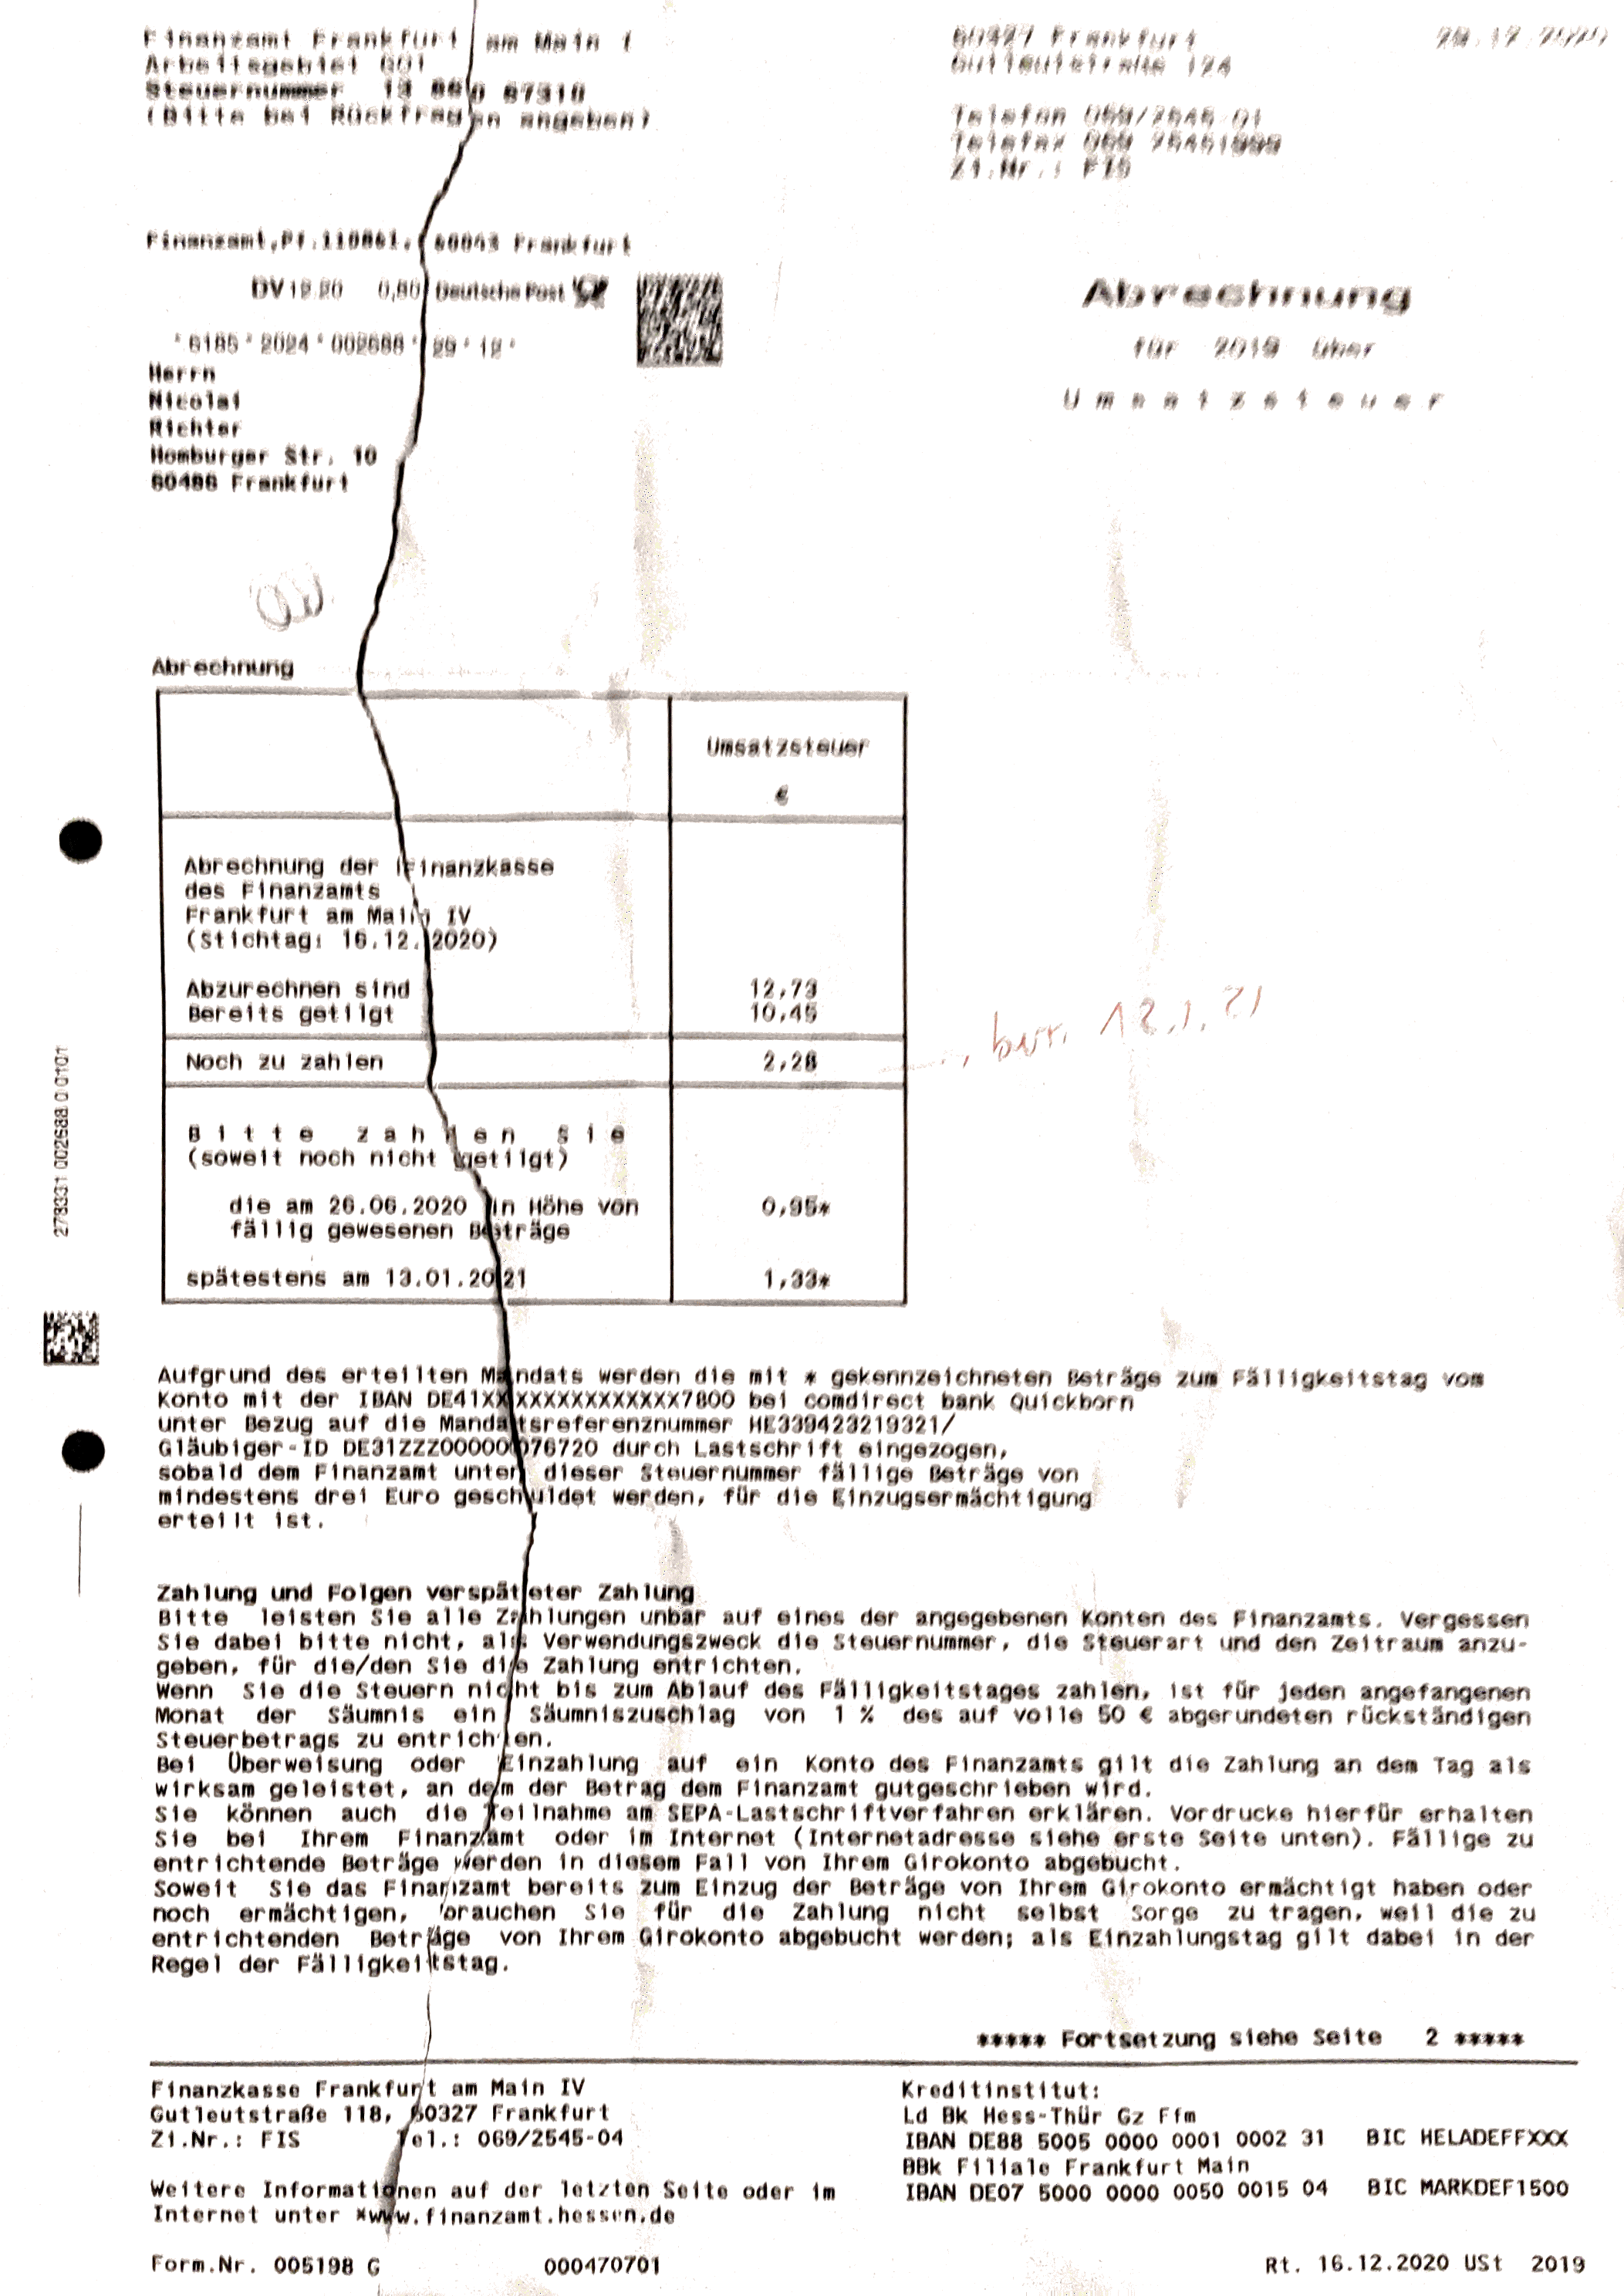 Finanzamt Frankfurt am Main
Arbeitsgebiet
Steuernummer
(Bitte bei Rückfragen angeben)
60327 Frankfurt
Gutleutstraße 124
Telefon 069/2545-01
Telefax 069
Zi.Nr.: FIS
Finanzamt, Pf.110861, 60043 Frankfurt
DV 12.20 0,80 Deutsche Post
Abrechnung
für 2019 über
Umsatzsteuer
Herrn
Nicolai
Richter
Homburger Str. 10
60486 Frankfurt
Abrechnung
Umsatzsteuer
€
Abrechnung der Finanzkasse
des Finanzamts
Frankfurt am Main IV
(Stichtag: 16.12.2020)
Abzurechnen sind 12,73
Bereits getilgt 10,45
Noch zu zahlen 2,28
12.1.21
Bitte zahlen Sie
(soweit noch nicht getilgt)
die am 26.06.2020 in Höhe von 0,95*
fällig gewesenen Beträge
spätestens am 13.01.2021 1,33*
278331 002688 0 0101
Aufgrund des erteilten Mandats werden die mit * gekennzeichneten Beträge zum Fälligkeitstag vom
Konto mit der IBAN DE41XXXXXXXXXXXXXXX7800 bei comdirect bank Quickborn
unter Bezug auf die Mandatsreferenznummer HE339423219321/
Gläubiger-ID DE31ZZZ00000076720 durch Lastschrift eingezogen,
sobald dem Finanzamt unter dieser Steuernummer fällige Beträge von
mindestens drei Euro geschuldet werden, für die Einzugsermächtigung
erteilt ist.
Zahlung und Folgen verspäteter Zahlung
Bitte leisten Sie alle Zahlungen unbar auf eines der angegebenen Konten des Finanzamts. Vergessen
Sie dabei bitte nicht, als Verwendungszweck die Steuernummer, die Steuerart und den Zeitraum anzu-
geben, für die/den Sie die Zahlung entrichten.
Wenn Sie die Steuern nicht bis zum Ablauf des Fälligkeitstages zahlen, ist für jeden angefangenen
Monat der Säumnis ein Säumniszuschlag von 1 % des auf volle 50 € abgerundeten rückständigen
Steuerbetrags zu entrichten.
Bei Überweisung oder Einzahlung auf ein Konto des Finanzamts gilt die Zahlung an dem Tag als
wirksam geleistet, an dem der Betrag dem Finanzamt gutgeschrieben wird.
Sie können auch die Teilnahme am SEPA-Lastschriftverfahren erklären. Vordrucke hierfür erhalten
Sie bei Ihrem Finanzamt oder im Internet (Internetadresse siehe erste Seite unten). Fällige zu
entrichtende Beträge werden in diesem Fall von Ihrem Girokonto abgebucht.
Soweit Sie das Finanzamt bereits zum Einzug der Beträge von Ihrem Girokonto ermächtigt haben oder
noch ermächtigen, brauchen Sie für die Zahlung nicht selbst Sorge zu tragen, weil die zu
entrichtenden Beträge von Ihrem Girokonto abgebucht werden; als Einzahlungstag gilt dabei in der
Regel der Fälligkeitstag.
***** Fortsetzung siehe Seite 2 *****
Finanzkasse Frankfurt am Main IV
Gutleutstraße 118, 60327 Frankfurt
Zi.Nr.: FIS Tel.: 069/2545-04
Weitere Informationen auf der letzten Seite oder im
Internet unter *www.finanzamt.hessen.de
Kreditinstitut:
Ld Bk Hess-Thür Gz Ffm
IBAN DE88 5005 0000 0001 0002 31 BIC HELADEFFXXX
BBk Filiale Frankfurt Main
IBAN DE07 5000 0000 0050 0015 04 BIC MARKDEF1500
Form.Nr. 005198 G 000470701 Rt. 16.12.2020 USt 2019